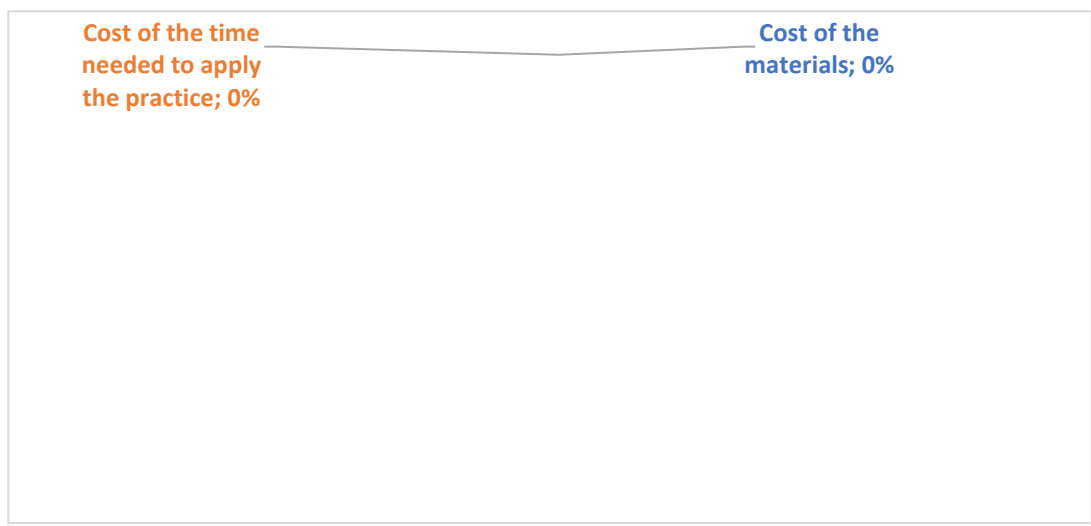 Cost of the time
needed to apply
the practice; 0%
Cost of the
materials; 0%